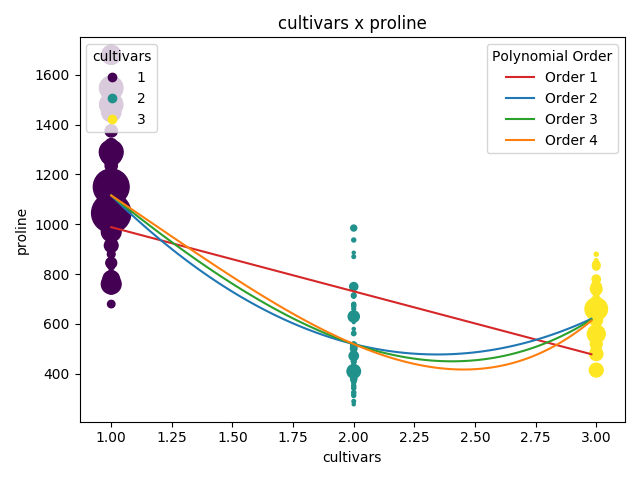 cultivars x proline
cultivars
1
2
3
Polynomial Order
Order 1
Order 2
Order 3
Order 4
proline
1600
1400
1200
1000
800
600
400
1.00 1.25 1.50 1.75 2.00 2.25 2.50 2.75 3.00
cultivars